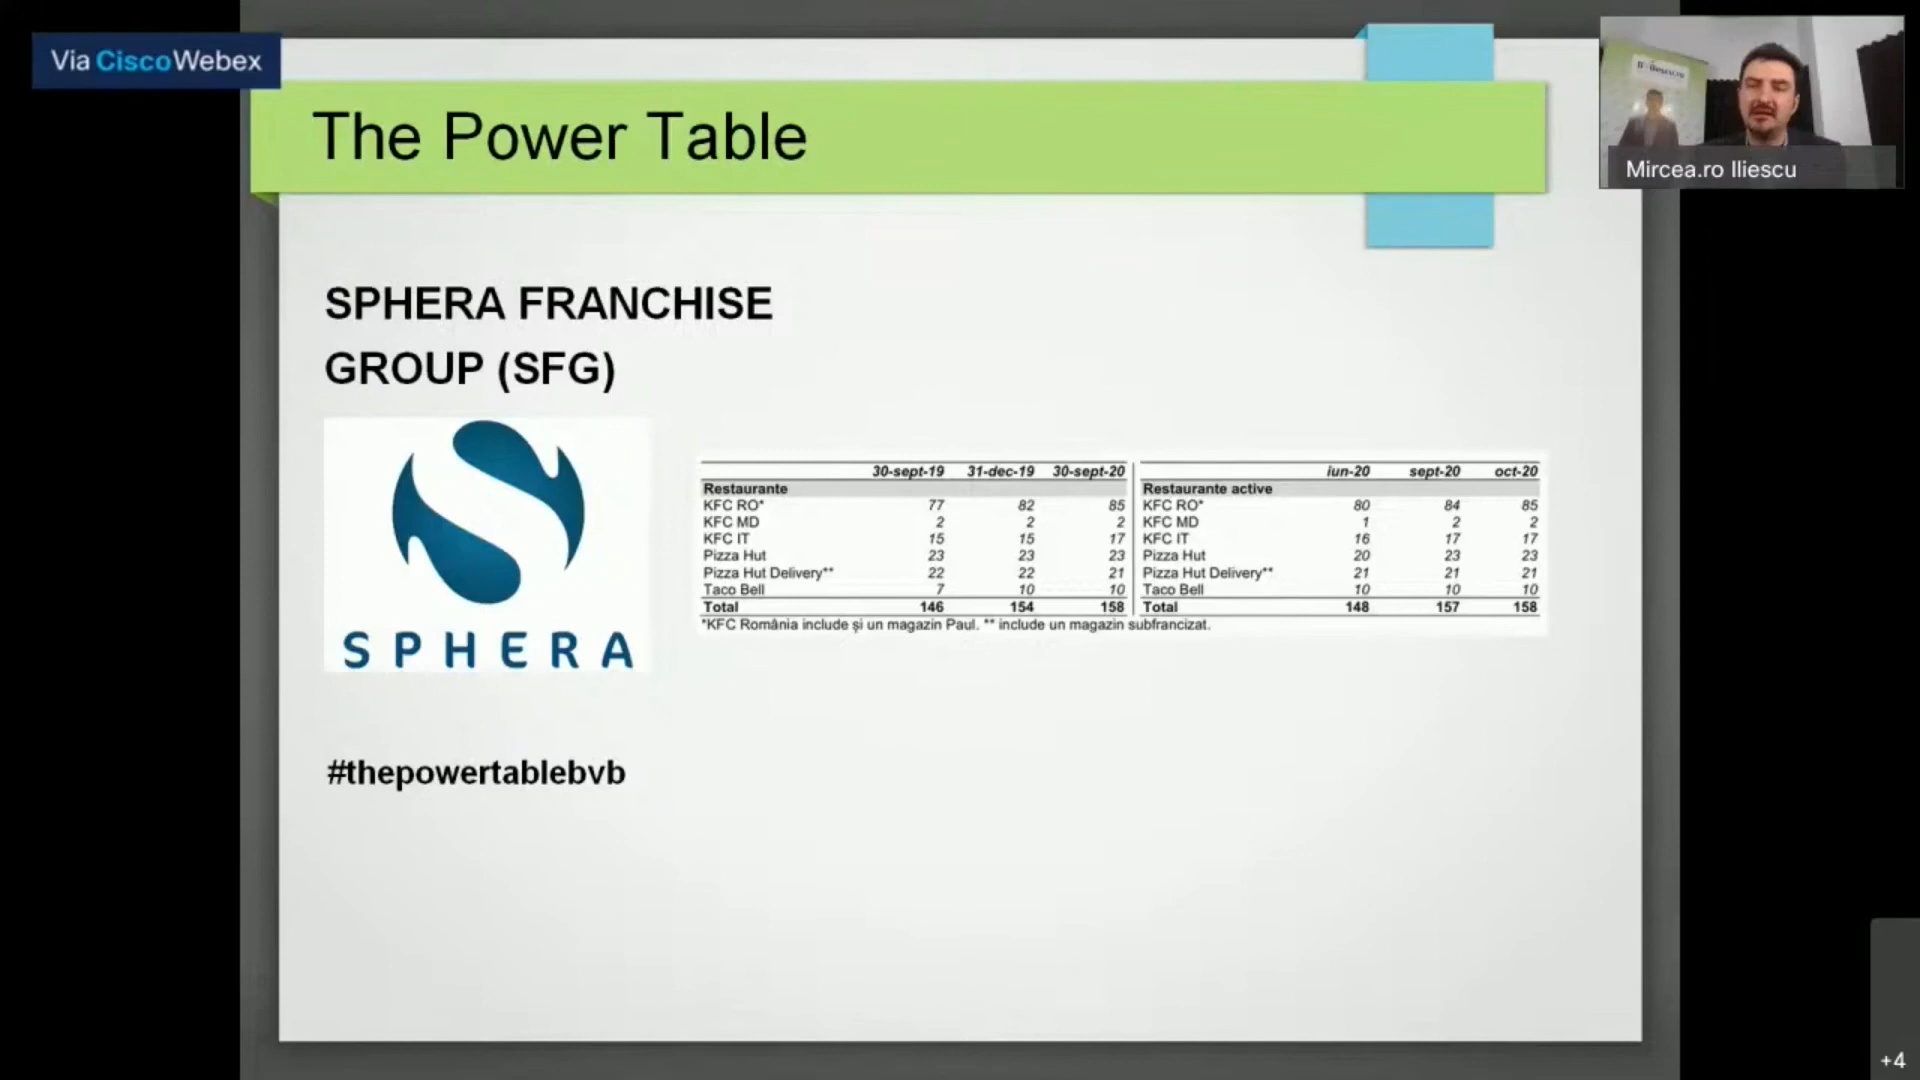 Via CiscoWebex
The Power Table
Mircea.ro Iliescu
SPHERA FRANCHISE
GROUP (SFG)
SPHERA
30-sept-19 31-dec-19 30-sept-20 iun-20 sept-20 oct-20
Restaurante Restaurante active
KFC RO* 77 82 85 KFC RO* 80 84 85
KFC MD 2 2 2 KFC MD 1 2 2
KFC IT 15 15 17 KFC IT 16 17 17
Pizza Hut 23 23 23 Pizza Hut 20 23 23
Pizza Hut Delivery** 22 22 21 Pizza Hut Delivery** 21 21 21
Taco Bell 7 10 10 Taco Bell 10 10 10
Total 146 154 158 Total 148 157 158
*KFC România include și un magazin Paul. ** include un magazin subfrancizat.
#thepowertablebvb
+4